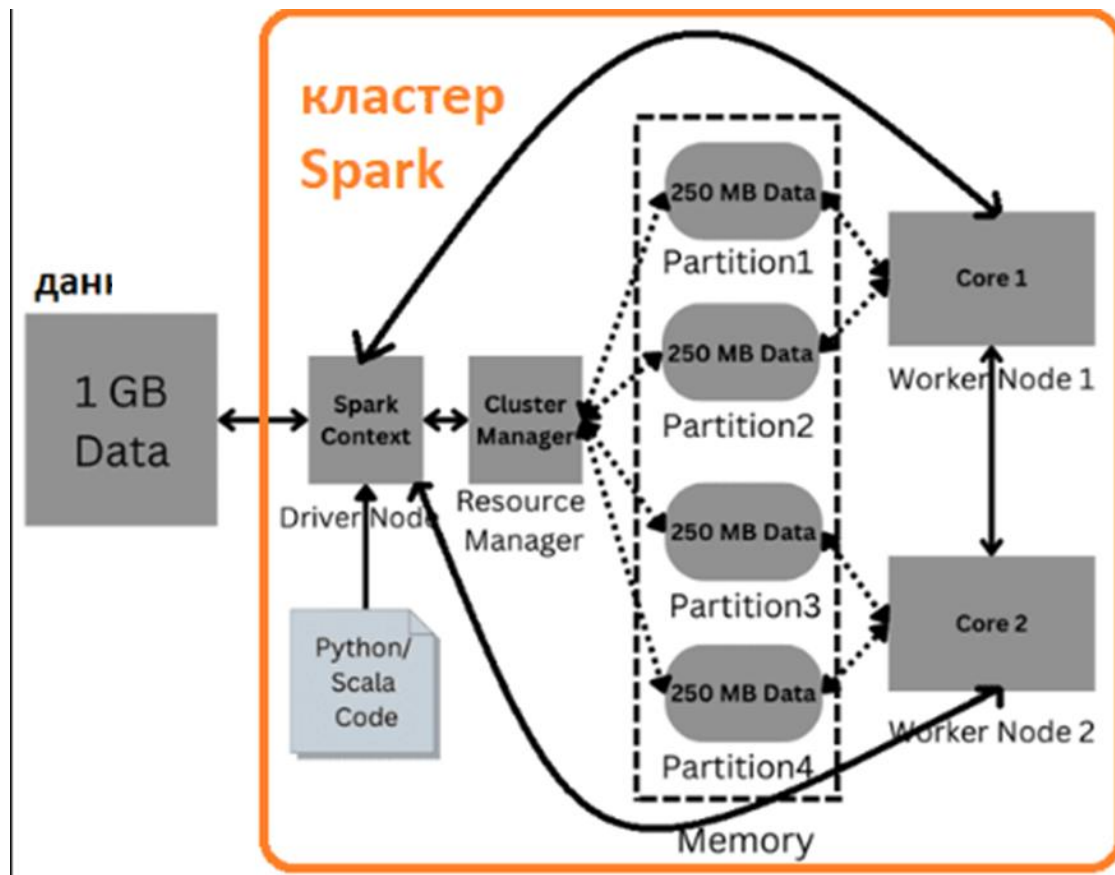 кластер
Spark
1 GB
Data
Spark
Context
Driver Node
Python/
Scala
Code
Cluster
Manager
Resource
Manager
250 MB Data
Partition1
250 MB Data
Partition2
250 MB Data
Partition3
250 MB Data
Partition4
Memory
Core 1
Worker Node 1
Core 2
Worker Node 2